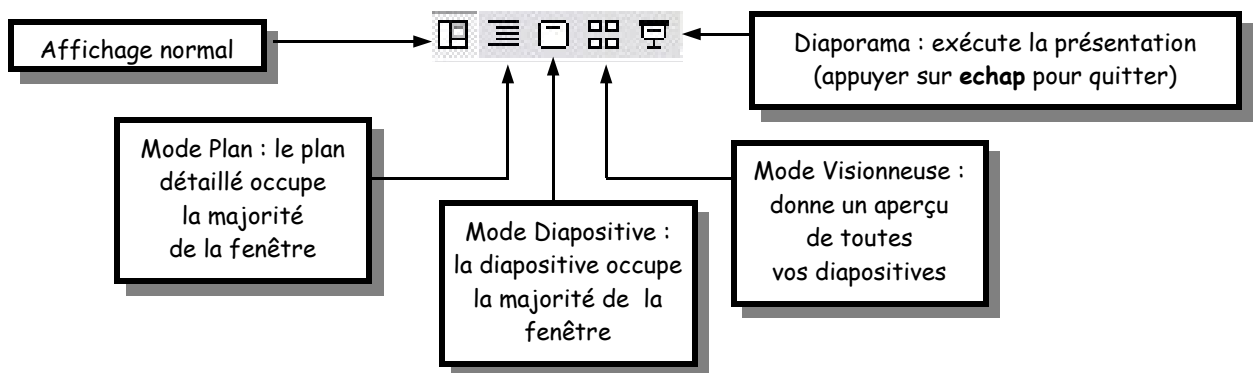 Affichage normal
Diaporama : exécute la présentation
(appuyer sur echap pour quitter)
Mode Plan : le plan
détaillé occupe
la majorité
de la fenêtre
Mode Diapositive :
la diapositive occupe
la majorité de  la
fenêtre
Mode Visionneuse :
donne un aperçu
de toutes
vos diapositives